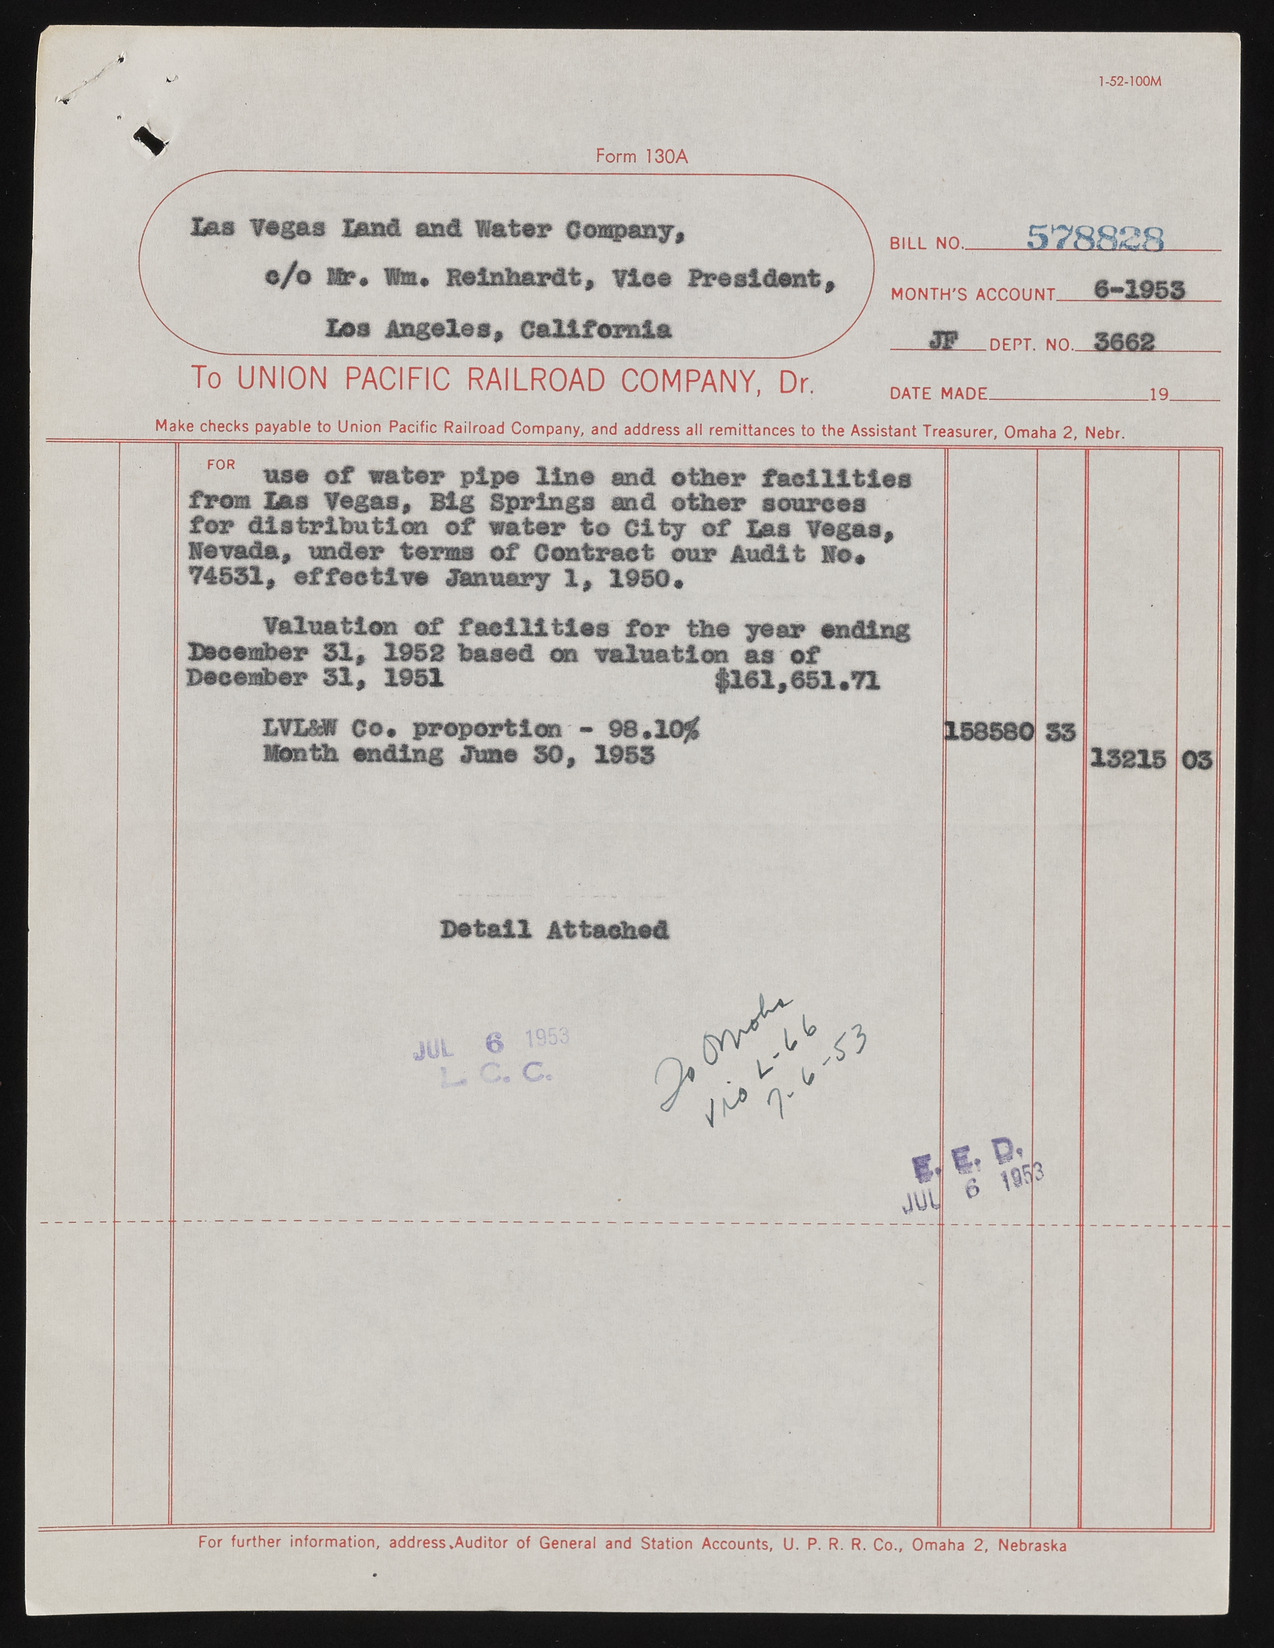 1-52-100M
Form 130A
Las Vegas Land and Water Company,
c/o Mr. Wm. Reinhardt, Vice President,
Los Angeles, California
BILL NO. 578828
MONTH'S ACCOUNT 6-1953
JF DEPT. NO. 3662
DATE MADE 19
To UNION PACIFIC RAILROAD COMPANY, Dr.
Make checks payable to Union Pacific Railroad Company, and address all remittances to the Assistant Treasurer, Omaha 2, Nebr.
FOR use of water pipe line and other facilities
from Las Vegas, Big Springs and other sources
for distribution of water to City of Las Vegas,
Nevada, under terms of Contract our Audit No.
74531, effective January 1, 1950.
Valuation of facilities for the year ending
December 31, 1952 based on valuation as of
December 31, 1951 $161,651.71
LVL&W Co. proportion - 98.10% 158580 33
Month ending June 30, 1953 13215 03
Detail Attached
JUL 6 1953
L. C. C.
To Omaha
via L-66
7-6-53
E. E. D.
JUL 6 1953
For further information, address Auditor of General and Station Accounts, U. P. R. R. Co., Omaha 2, Nebraska